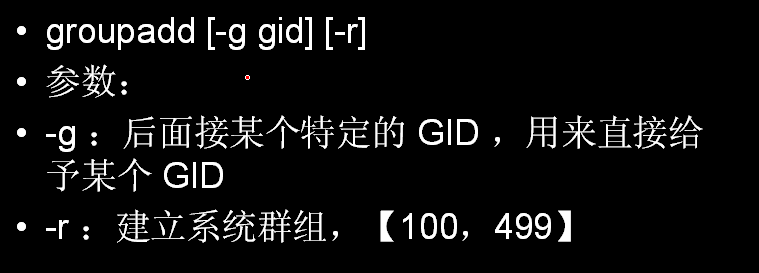 • groupadd [-g gid] [-r]
• 参数：
• -g ：后面接某个特定的 GID ，用来直接给
予某个 GID
• -r ：建立系统群组，【100，499】